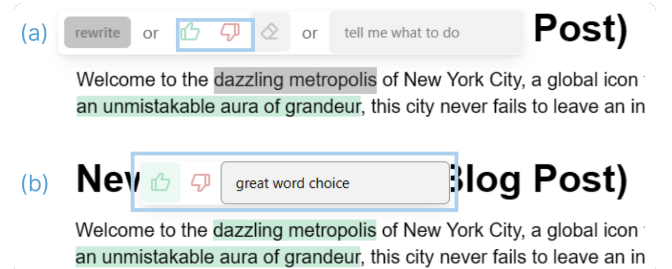 (a) rewrite or or tell me what to do Post)
Welcome to the dazzling metropolis of New York City, a global icon
an unmistakable aura of grandeur, this city never fails to leave an in
(b) New great word choice Blog Post)
Welcome to the dazzling metropolis of New York City, a global icon
an unmistakable aura of grandeur, this city never fails to leave an in